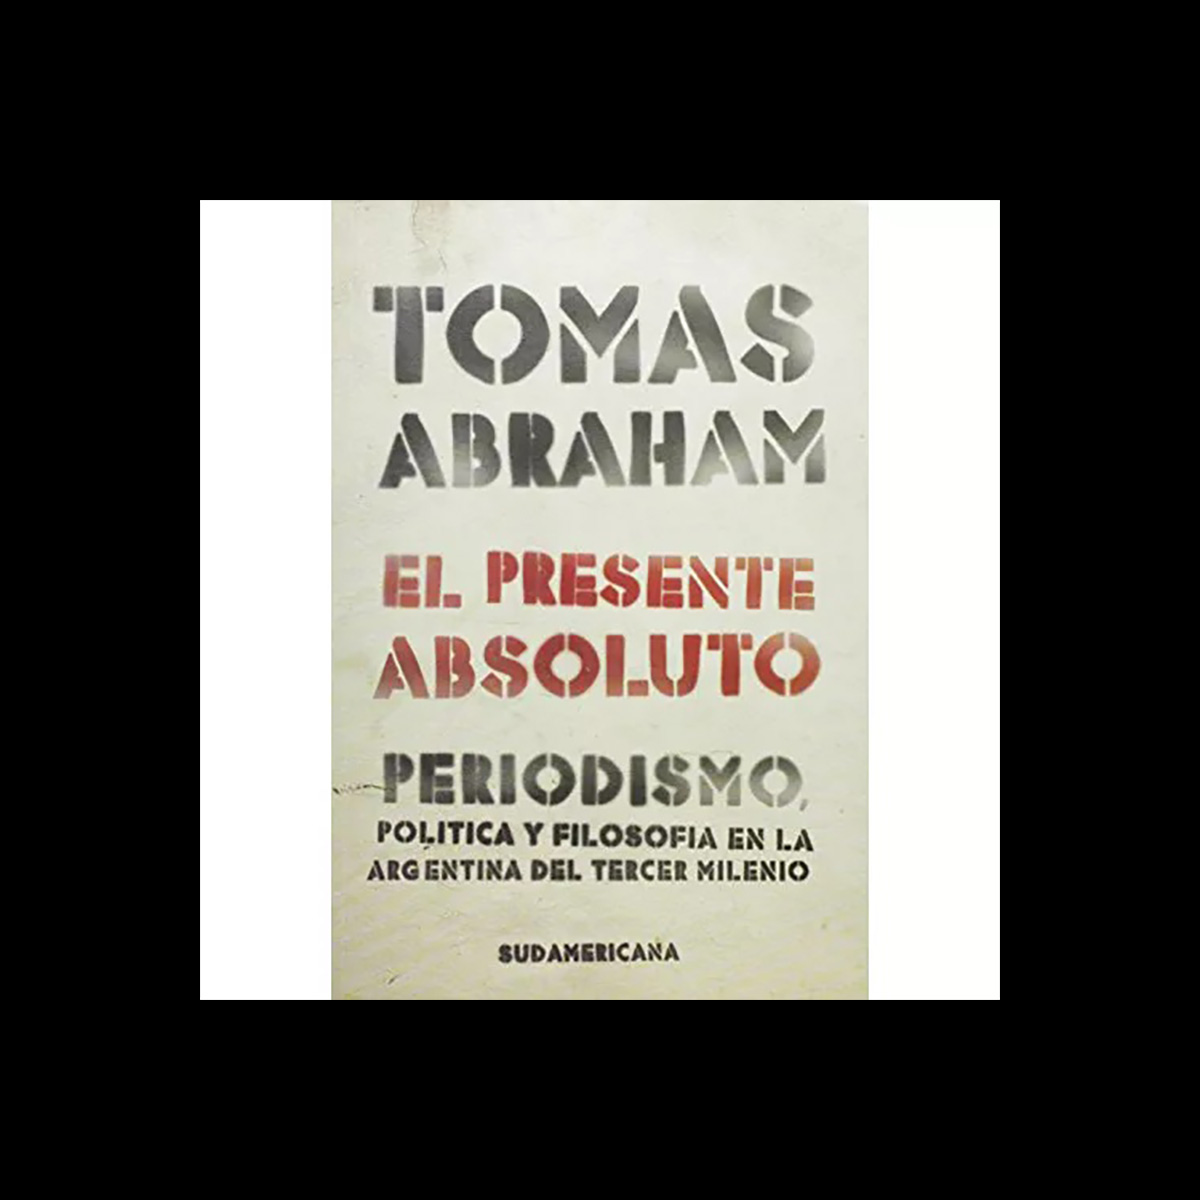 TOMAS
ABRAHAM
EL PRESENTE
ABSOLUTO
PERIODISMO,
POLITICA Y FILOSOFIA EN LA
ARGENTINA DEL TERCER MILENIO
SUDAMERICANA